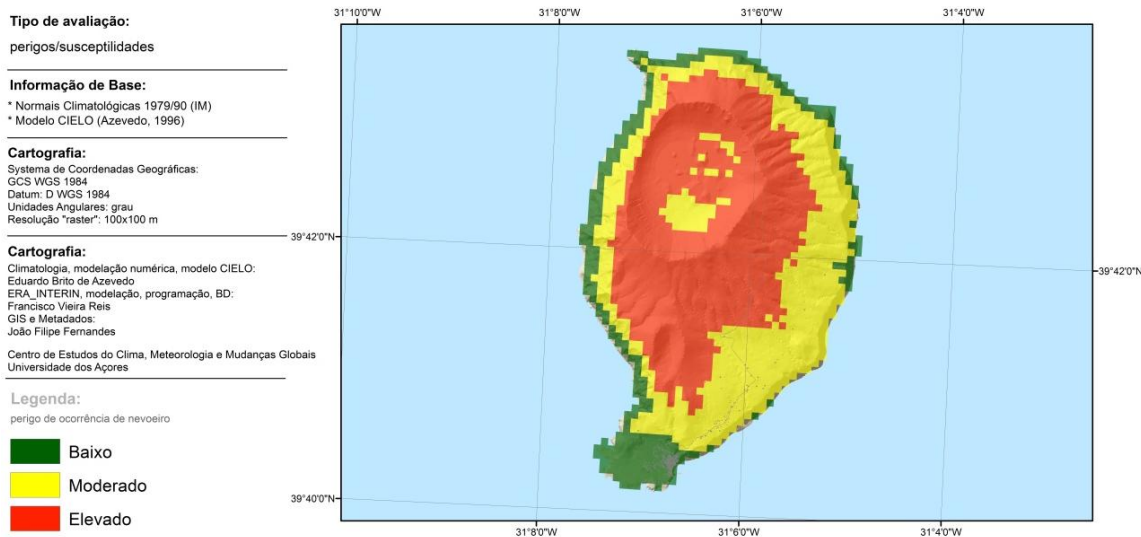 Tipo de avaliação:
perigos/susceptilidades
Informação de Base:
* Normais Climatológicas 1979/90 (IM)
* Modelo CIELO (Azevedo, 1996)
Cartografia:
Systema de Coordenadas Geográficas:
GCS WGS 1984
Datum: D WGS 1984
Unidades Angulares: grau
Resolução "raster": 100x100 m
Cartografia:
Climatologia, modelação numérica, modelo CIELO:
Eduardo Brito de Azevedo
ERA_INTERIN, modelação, programação, BD:
Francisco Vieira Reis
GIS e Metadados:
João Filipe Fernandes
Centro de Estudos do Clima, Meteorologia e Mudanças Globais
Universidade dos Açores
Legenda:
perigo de ocorrência de nevoeiro
Baixo
Moderado
Elevado
31°10'0"W
31°8'0"W
31°6'0"W
31°4'0"W
39°42'0"N
39°42'0"N
39°40'0"N
31°8'0"W
31°6'0"W
31°4'0"W